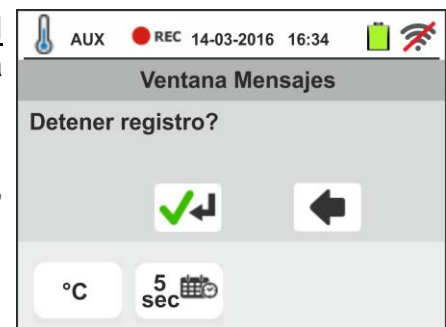 AUX REC 14-03-2016 16:34
Ventana Mensajes
Detener registro?
°C 5 sec